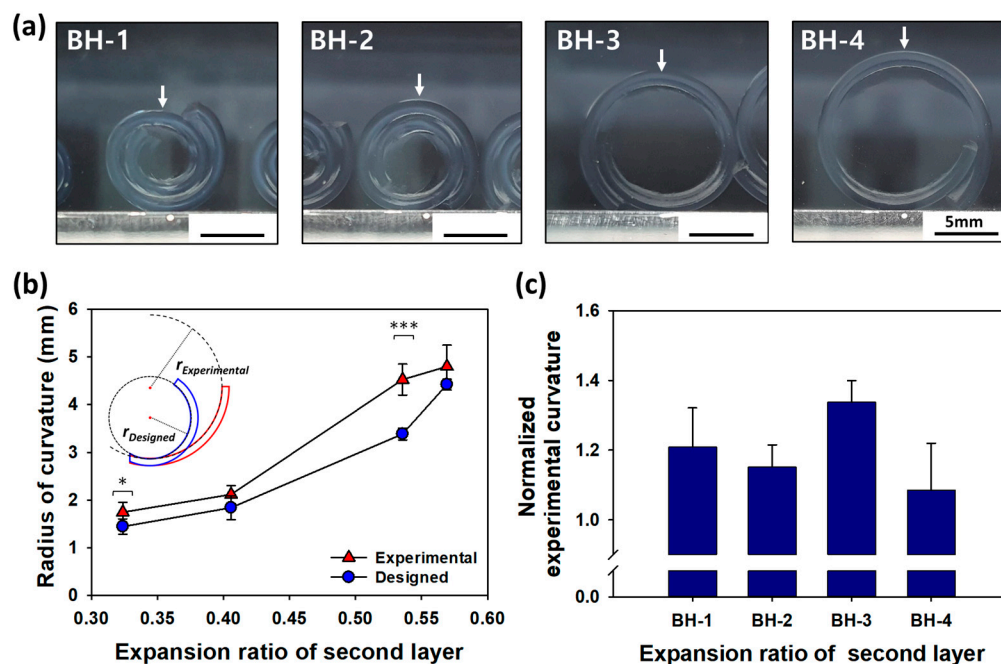 (a)
BH-1
BH-2
BH-3
BH-4
5mm
(b)
Radius of curvature (mm)
6
5
4
3
2
1
0
r Experimental
r Designed
*
***
Experimental
Designed
0.30 0.35 0.40 0.45 0.50 0.55 0.60
Expansion ratio of second layer
(c)
Normalized
experimental curvature
1.6
1.4
1.2
1.0
0.0
BH-1 BH-2 BH-3 BH-4
Expansion ratio of second layer